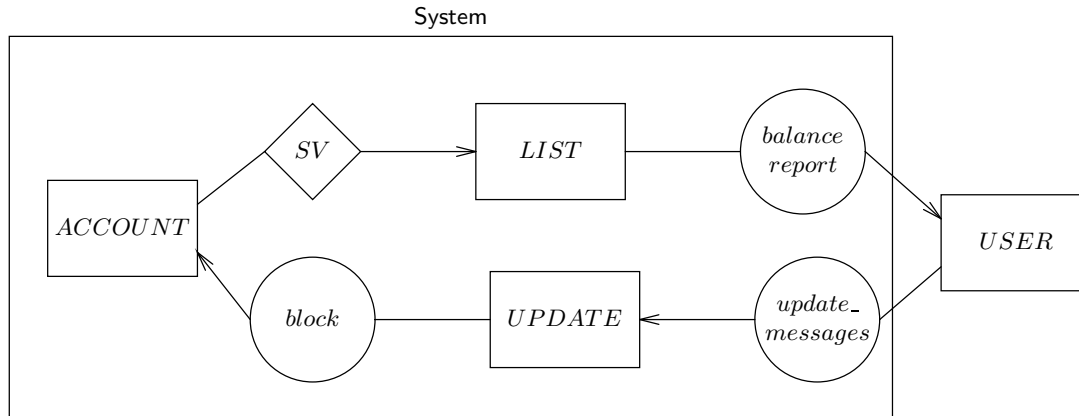 System
SV
LIST
balance
report
ACCOUNT
USER
block
UPDATE
update_
messages